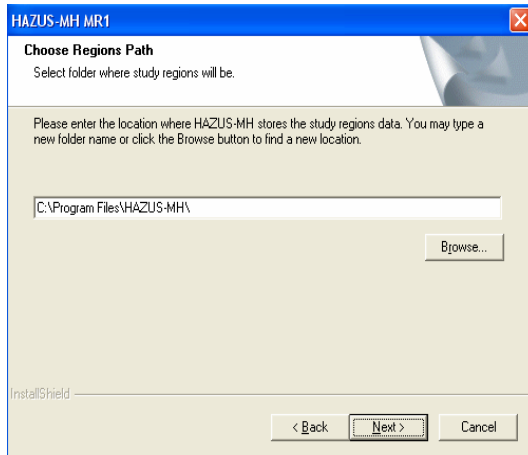 HAZUS-MH MR1
Choose Regions Path
Select folder where study regions will be.
Please enter the location where HAZUS-MH stores the study regions data. You may type a
new folder name or click the Browse button to find a new location.
C:\Program Files\HAZUS-MH\
Browse...
InstallShield
< Back
Next >
Cancel